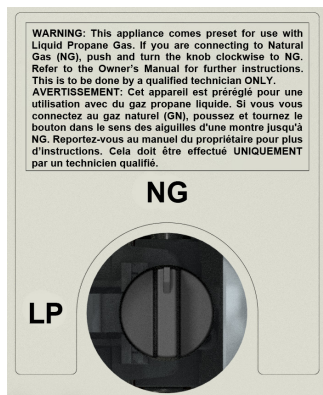 WARNING: This appliance comes preset for use with
Liquid Propane Gas. If you are connecting to Natural
Gas (NG), push and turn the knob clockwise to NG.
Refer to the Owner's Manual for further instructions.
This is to be done by a qualified technician ONLY.
AVERTISSEMENT: Cet appareil est préréglé pour une
utilisation avec du gaz propane liquide. Si vous vous
connectez au gaz naturel (GN), poussez et tournez le
bouton dans le sens des aiguilles d'une montre jusqu'à
NG. Reportez-vous au manuel du propriétaire pour plus
d'instructions. Cela doit être effectué UNIQUEMENT
par un technicien qualifié.
NG
LP